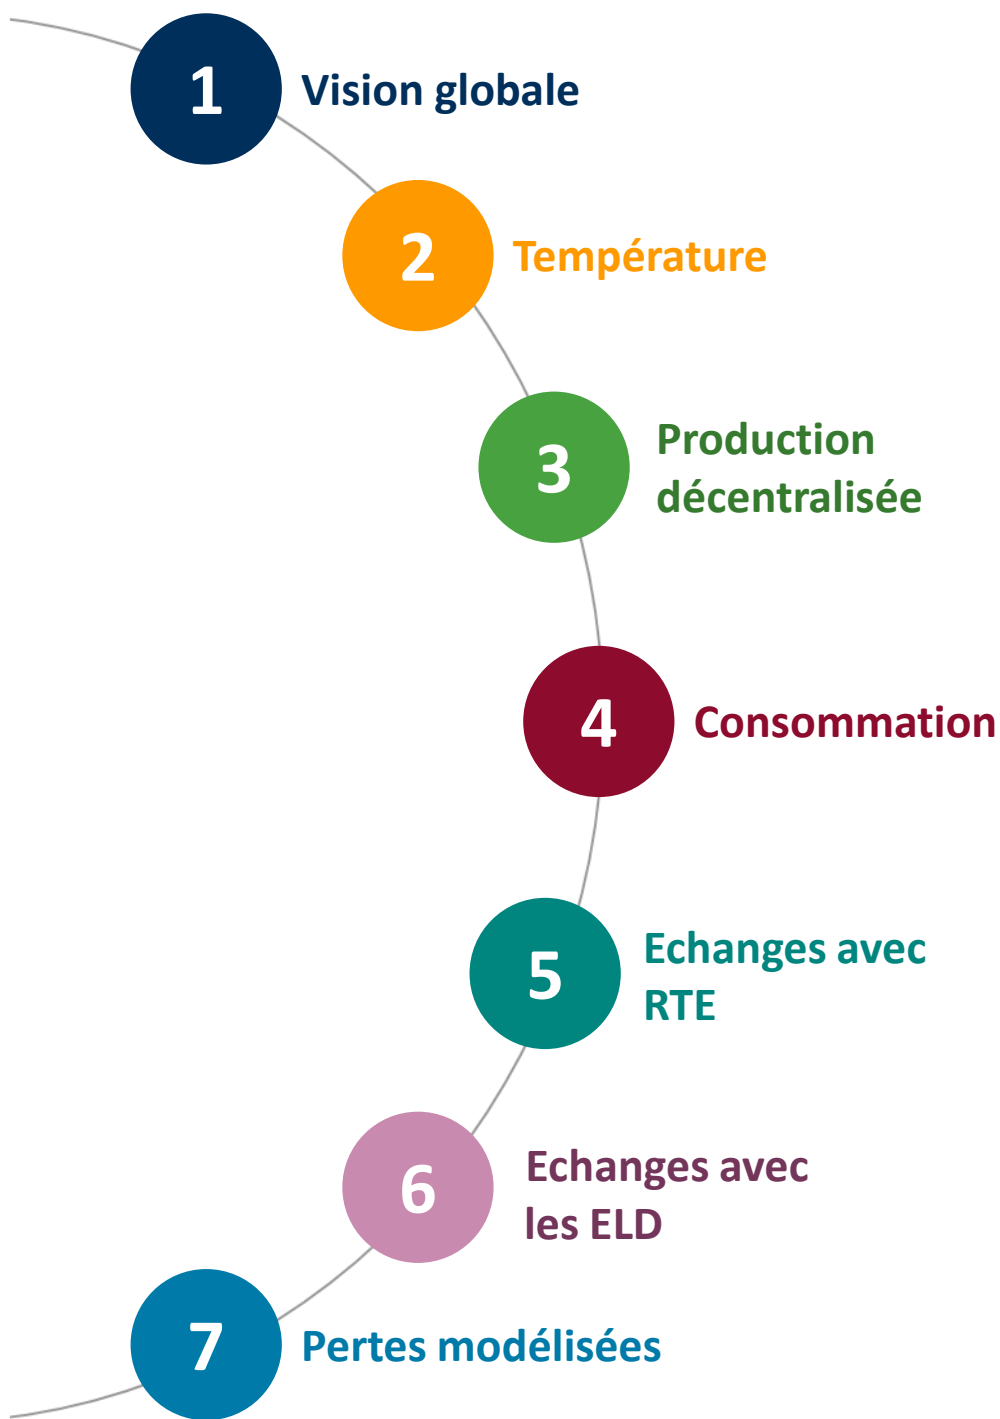 1
Vision globale
2
Température
3
Production
décentralisée
4
Consommation
5
Echanges avec
RTE
6
Echanges avec
les ELD
7
Pertes modélisées